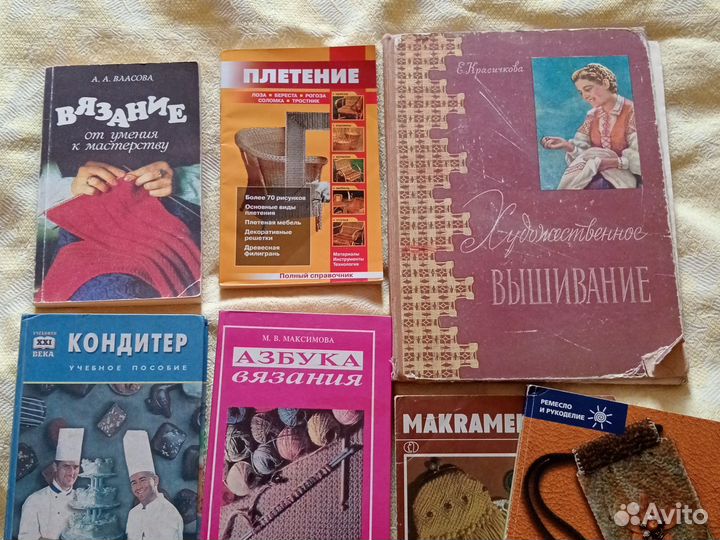 А. А. ВЛАСОВА
ВЯЗАНИЕ
от умения
к мастерству
ПЛЕТЕНИЕ
ЛОЗА ■ БЕРЕСТА ■ РОГОЗА
СОЛОМКА ■ ТРОСТНИК
Более 70 рисунков
Основные виды
плетения
Плетеная мебель
Декоративные
решетки
Древесная
филигрань
Материалы
Инструменты
Технология
Полный справочник
Е. Красичкова
Художественное
ВЫШИВАНИЕ
УЧЕБНИКИ
XXI
ВЕКА
КОНДИТЕР
УЧЕБНОЕ ПОСОБИЕ
М. В. МАКСИМОВА
АЗБУКА
вязания
MAKRAME
РЕМЕСЛО
И РУКОДЕЛИЕ
Avito